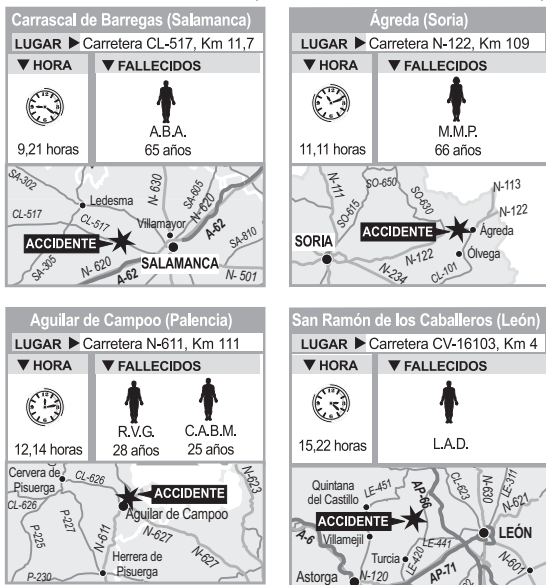 Carrascal de Barregas (Salamanca)
LUGAR ▶ Carretera CL-517, Km 11,7
▼ HORA
▼ FALLECIDOS
9,21 horas
A.B.A.
65 años
SA-302
Ledesma
CL-517
CL-517
N-630
SA-605
N-620
Villamayor
A-62
ACCIDENTE
SA-810
SA-305
N-620
SALAMANCA
A-62
N-501
Ágreda (Soria)
LUGAR ▶ Carretera N-122, Km 109
▼ HORA
▼ FALLECIDOS
11,11 horas
M.M.P.
66 años
N-111
SO-650
SO-615
SO-630
N-113
N-122
ACCIDENTE
Ágreda
SORIA
Ólvega
N-122
N-234
CL-101
Aguilar de Campoo (Palencia)
LUGAR ▶ Carretera N-611, Km 111
▼ HORA
▼ FALLECIDOS
12,14 horas
R.V.G.
28 años
C.A.B.M.
25 años
Cervera de
Pisuerga
CL-626
N-623
ACCIDENTE
CL-626
Aguilar de Campoo
P-227
P-225
N-611
N-627
N-627
Herrera de
Pisuerga
P-230
San Ramón de los Caballeros (León)
LUGAR ▶ Carretera CV-16103, Km 4
▼ HORA
▼ FALLECIDOS
15,22 horas
L.A.D.
Quintana
del Castillo
LE-451
AP-66
CL-623
N-630
LE-311
N-621
ACCIDENTE
A-6
Villamejil
LE-441
LEÓN
Turcia
LE-420
N-601
Astorga
N-120
AP-71